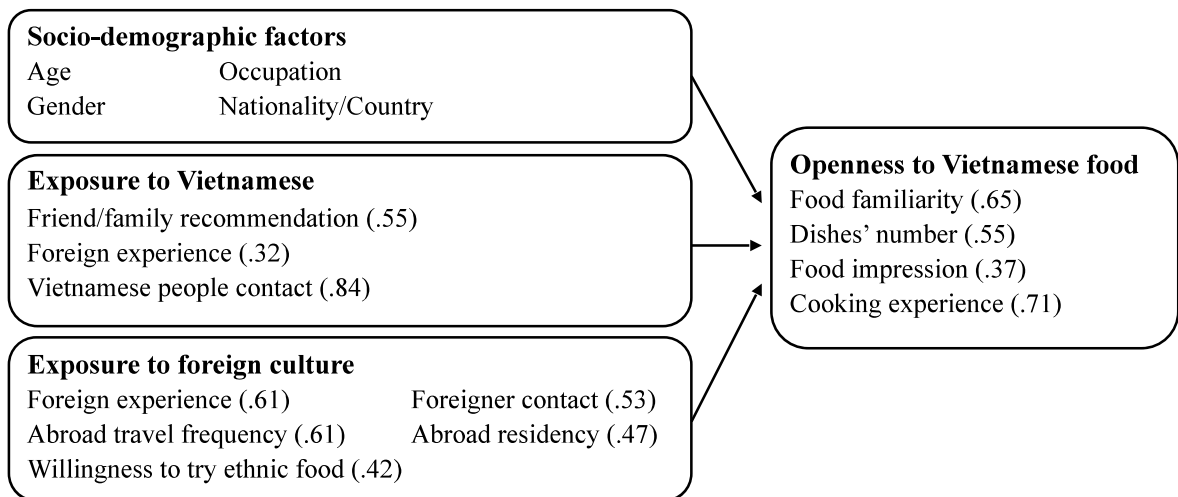 Socio-demographic factors
Age Occupation
Gender Nationality/Country
Exposure to Vietnamese
Friend/family recommendation (.55)
Foreign experience (.32)
Vietnamese people contact (.84)
Exposure to foreign culture
Foreign experience (.61) Foreigner contact (.53)
Abroad travel frequency (.61) Abroad residency (.47)
Willingness to try ethnic food (.42)
Openness to Vietnamese food
Food familiarity (.65)
Dishes’ number (.55)
Food impression (.37)
Cooking experience (.71)